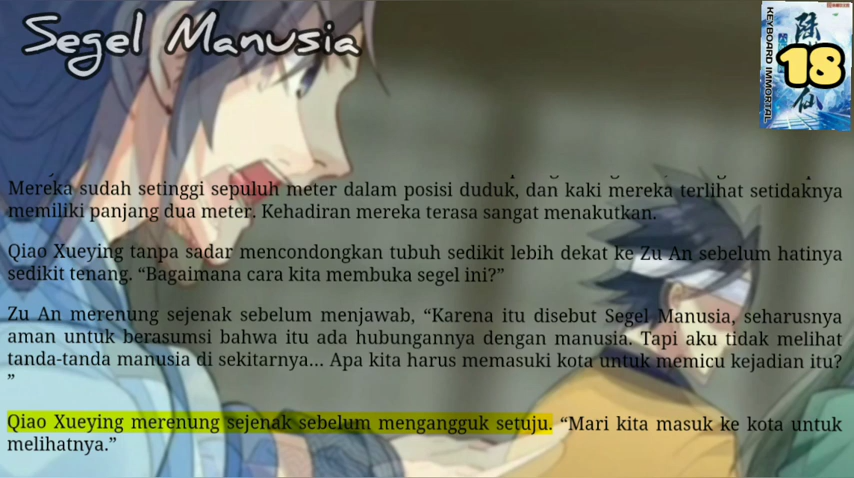 Segel Manusia
KEYBOARD IMMORTAL
18
Mereka sudah setinggi sepuluh meter dalam posisi duduk, dan kaki mereka terlihat setidaknya
memiliki panjang dua meter. Kehadiran mereka terasa sangat menakutkan.
Qiao Xueying tanpa sadar mencondongkan tubuh sedikit lebih dekat ke Zu An sebelum hatinya
sedikit tenang. “Bagaimana cara kita membuka segel ini?”
Zu An merenung sejenak sebelum menjawab, “Karena itu disebut Segel Manusia, seharusnya
aman untuk berasumsi bahwa itu ada hubungannya dengan manusia. Tapi aku tidak melihat
tanda-tanda manusia di sekitarnya... Apa kita harus memasuki kota untuk memicu kejadian itu?
”
Qiao Xueying merenung sejenak sebelum mengangguk setuju. “Mari kita masuk ke kota untuk
melihatnya.”